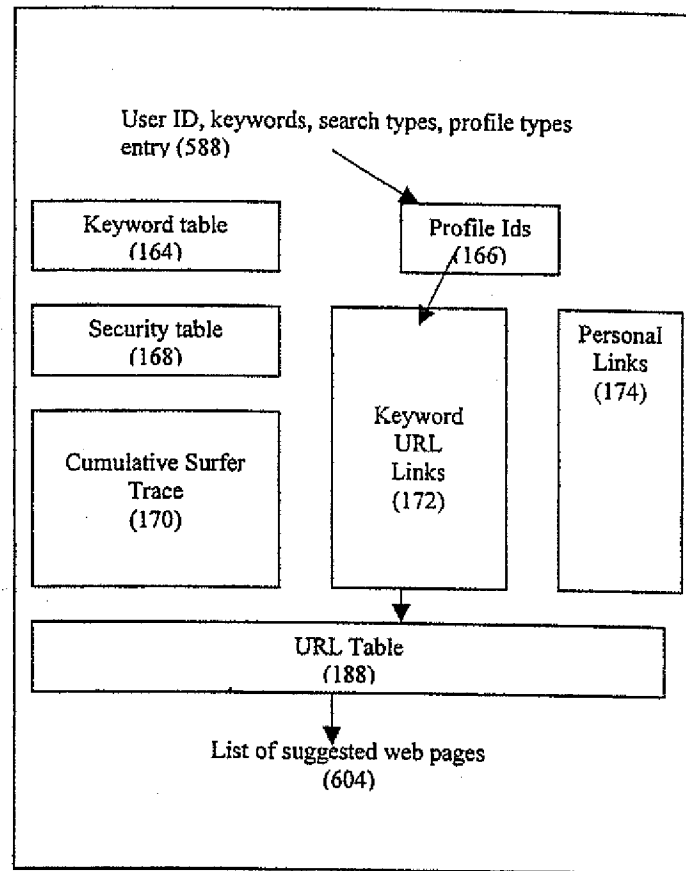 User ID, keywords, search types, profile types
entry (588)
Keyword table
(164)
Profile Ids
(166)
Security table
(168)
Personal
Links
(174)
Keyword
URL
Links
(172)
Cumulative Surfer
Trace
(170)
URL Table
(188)
List of suggested web pages
(604)